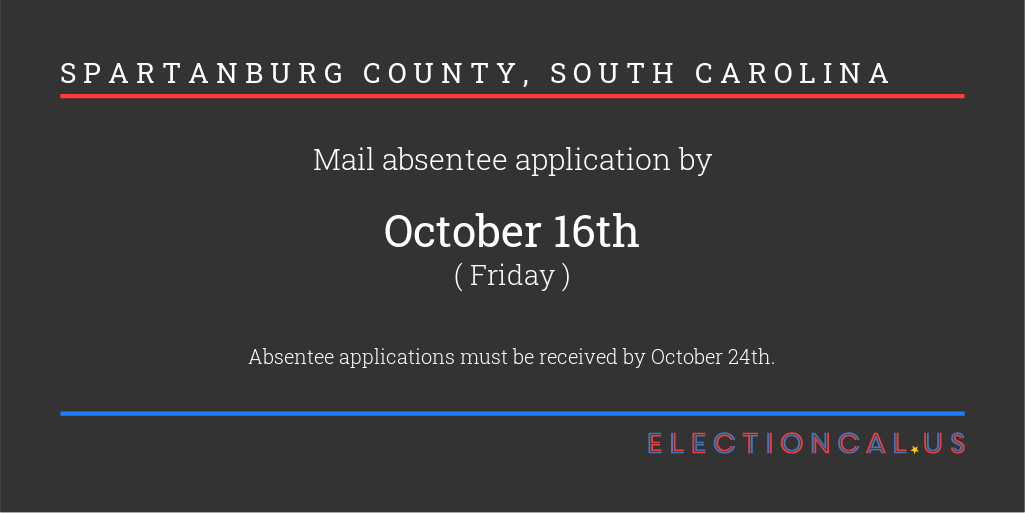 SPARTANBURG COUNTY, SOUTH CAROLINA
Mail absentee application by
October 16th
( Friday )
Absentee applications must be received by October 24th.
ELECTIONCAL.US